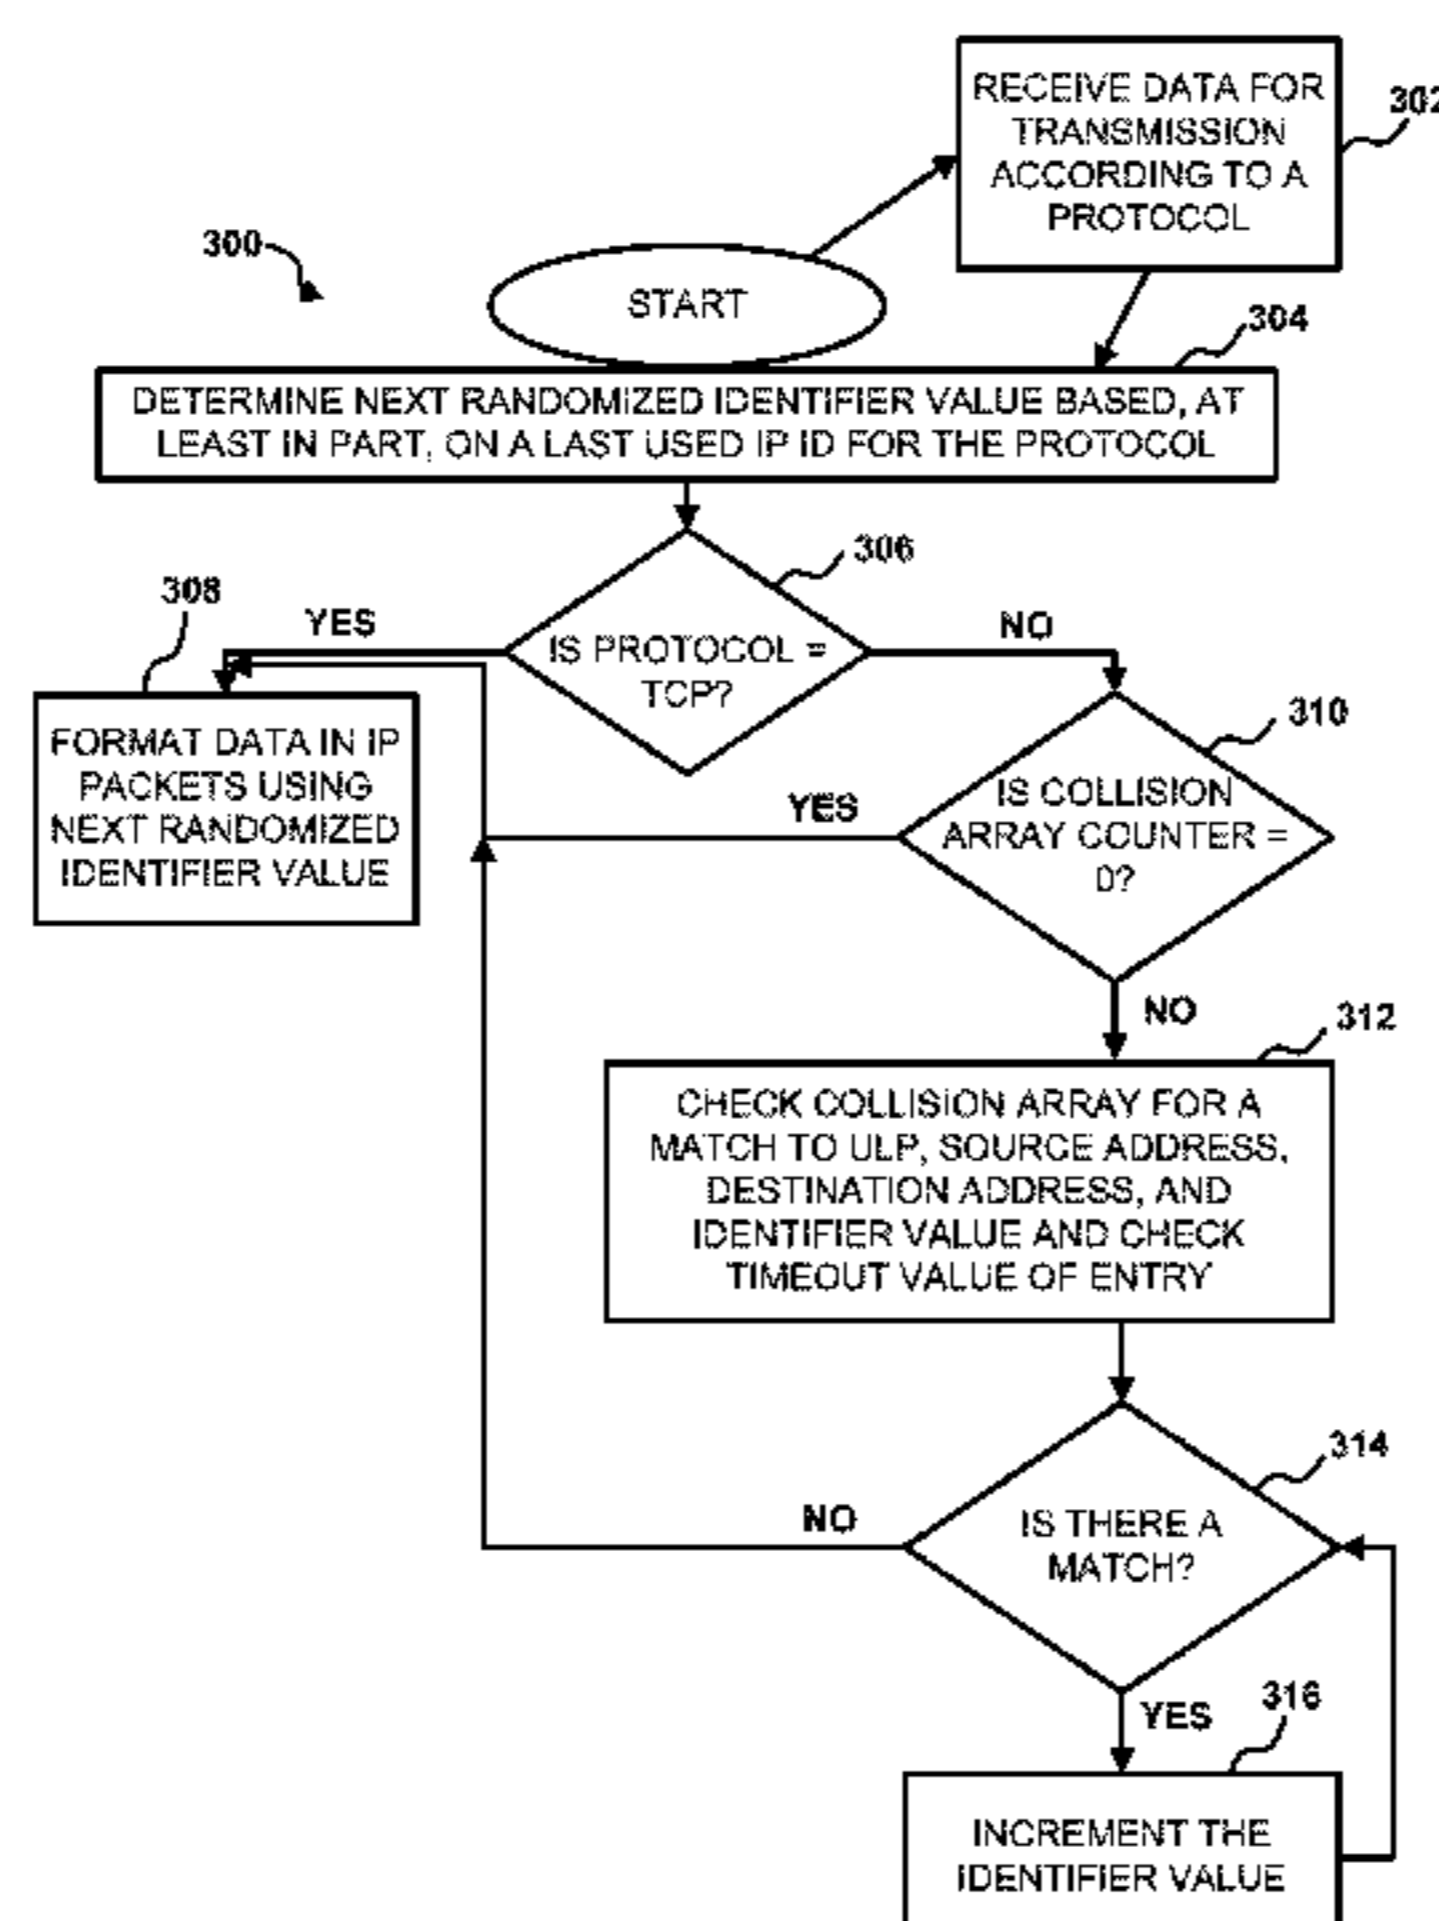 RECEIVE DATA FOR
TRANSMISSION
ACCORDING TO A
PROTOCOL
302
300
START
304
DETERMINE NEXT RANDOMIZED IDENTIFIER VALUE BASED, AT
LEAST IN PART, ON A LAST USED IP ID FOR THE PROTOCOL
306
308
YES
NO
IS PROTOCOL =
TCP?
310
FORMAT DATA IN IP
PACKETS USING
NEXT RANDOMIZED
IDENTIFIER VALUE
YES
IS COLLISION
ARRAY COUNTER =
0?
NO
312
CHECK COLLISION ARRAY FOR A
MATCH TO ULP, SOURCE ADDRESS,
DESTINATION ADDRESS, AND
IDENTIFIER VALUE AND CHECK
TIMEOUT VALUE OF ENTRY
314
NO
IS THERE A
MATCH?
YES
316
INCREMENT THE
IDENTIFIER VALUE